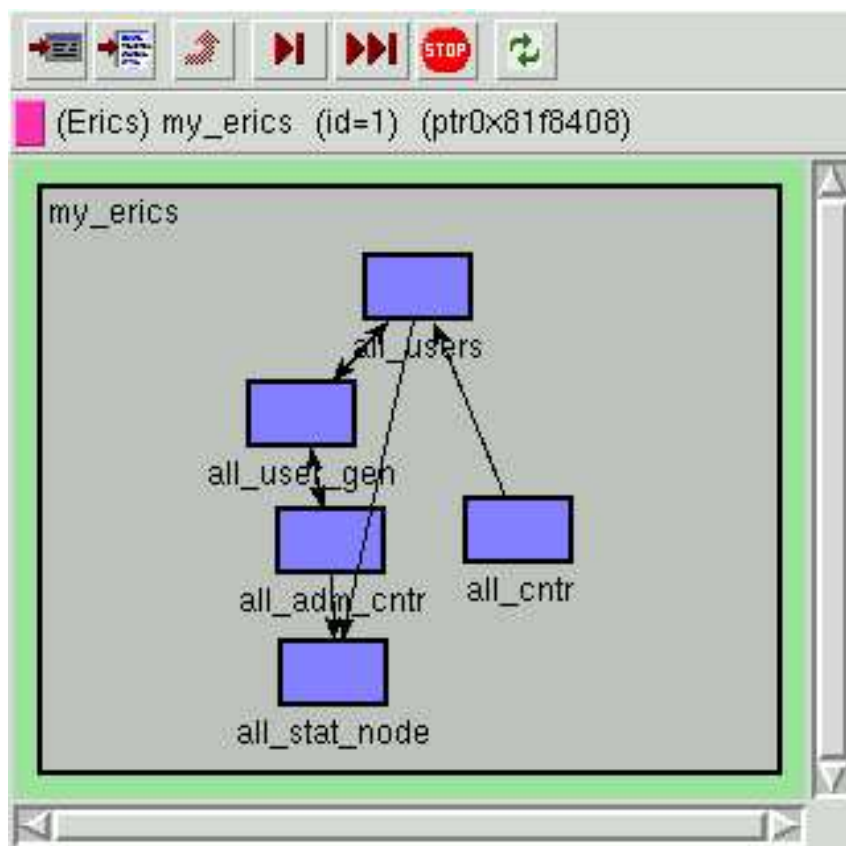 STOP
(Erics) my_erics (id=1) (ptr0x81f8408)
my_erics
all_users
all_user_gen
all_adm_cntr
all_cntr
all_stat_node